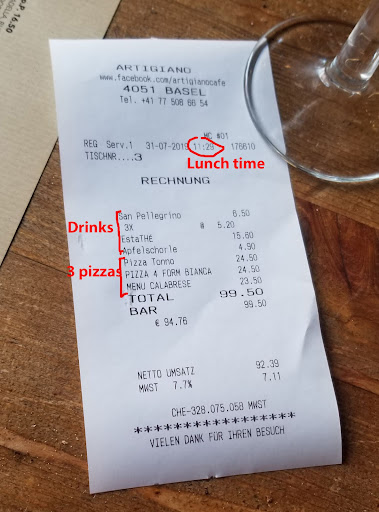 P. 16.50
ARTIGIANO
www.facebook.com/artigianocafe
4051 BASEL
Tel. +41 77 508 66 54
MC #01
REG Serv.1 31-07-2019 11:29 176610
TISCHNR....3
Lunch time
RECHNUNG
San Pellegrino 6.50
Drinks
3X @ 5.20
EstaTHE 15.60
Apfelschorle 4.90
3 pizzas
Pizza Tonno 24.50
PIZZA 4 FORM BIANCA 24.50
MENU CALABRESE 23.50
TOTAL 99.50
BAR 99.50
€ 94.76
NETTO UMSATZ 92.39
MWST 7.7% 7.11
CHE-328.075.058 MWST
*****************
VIELEN DANK FÜR IHREN BESUCH